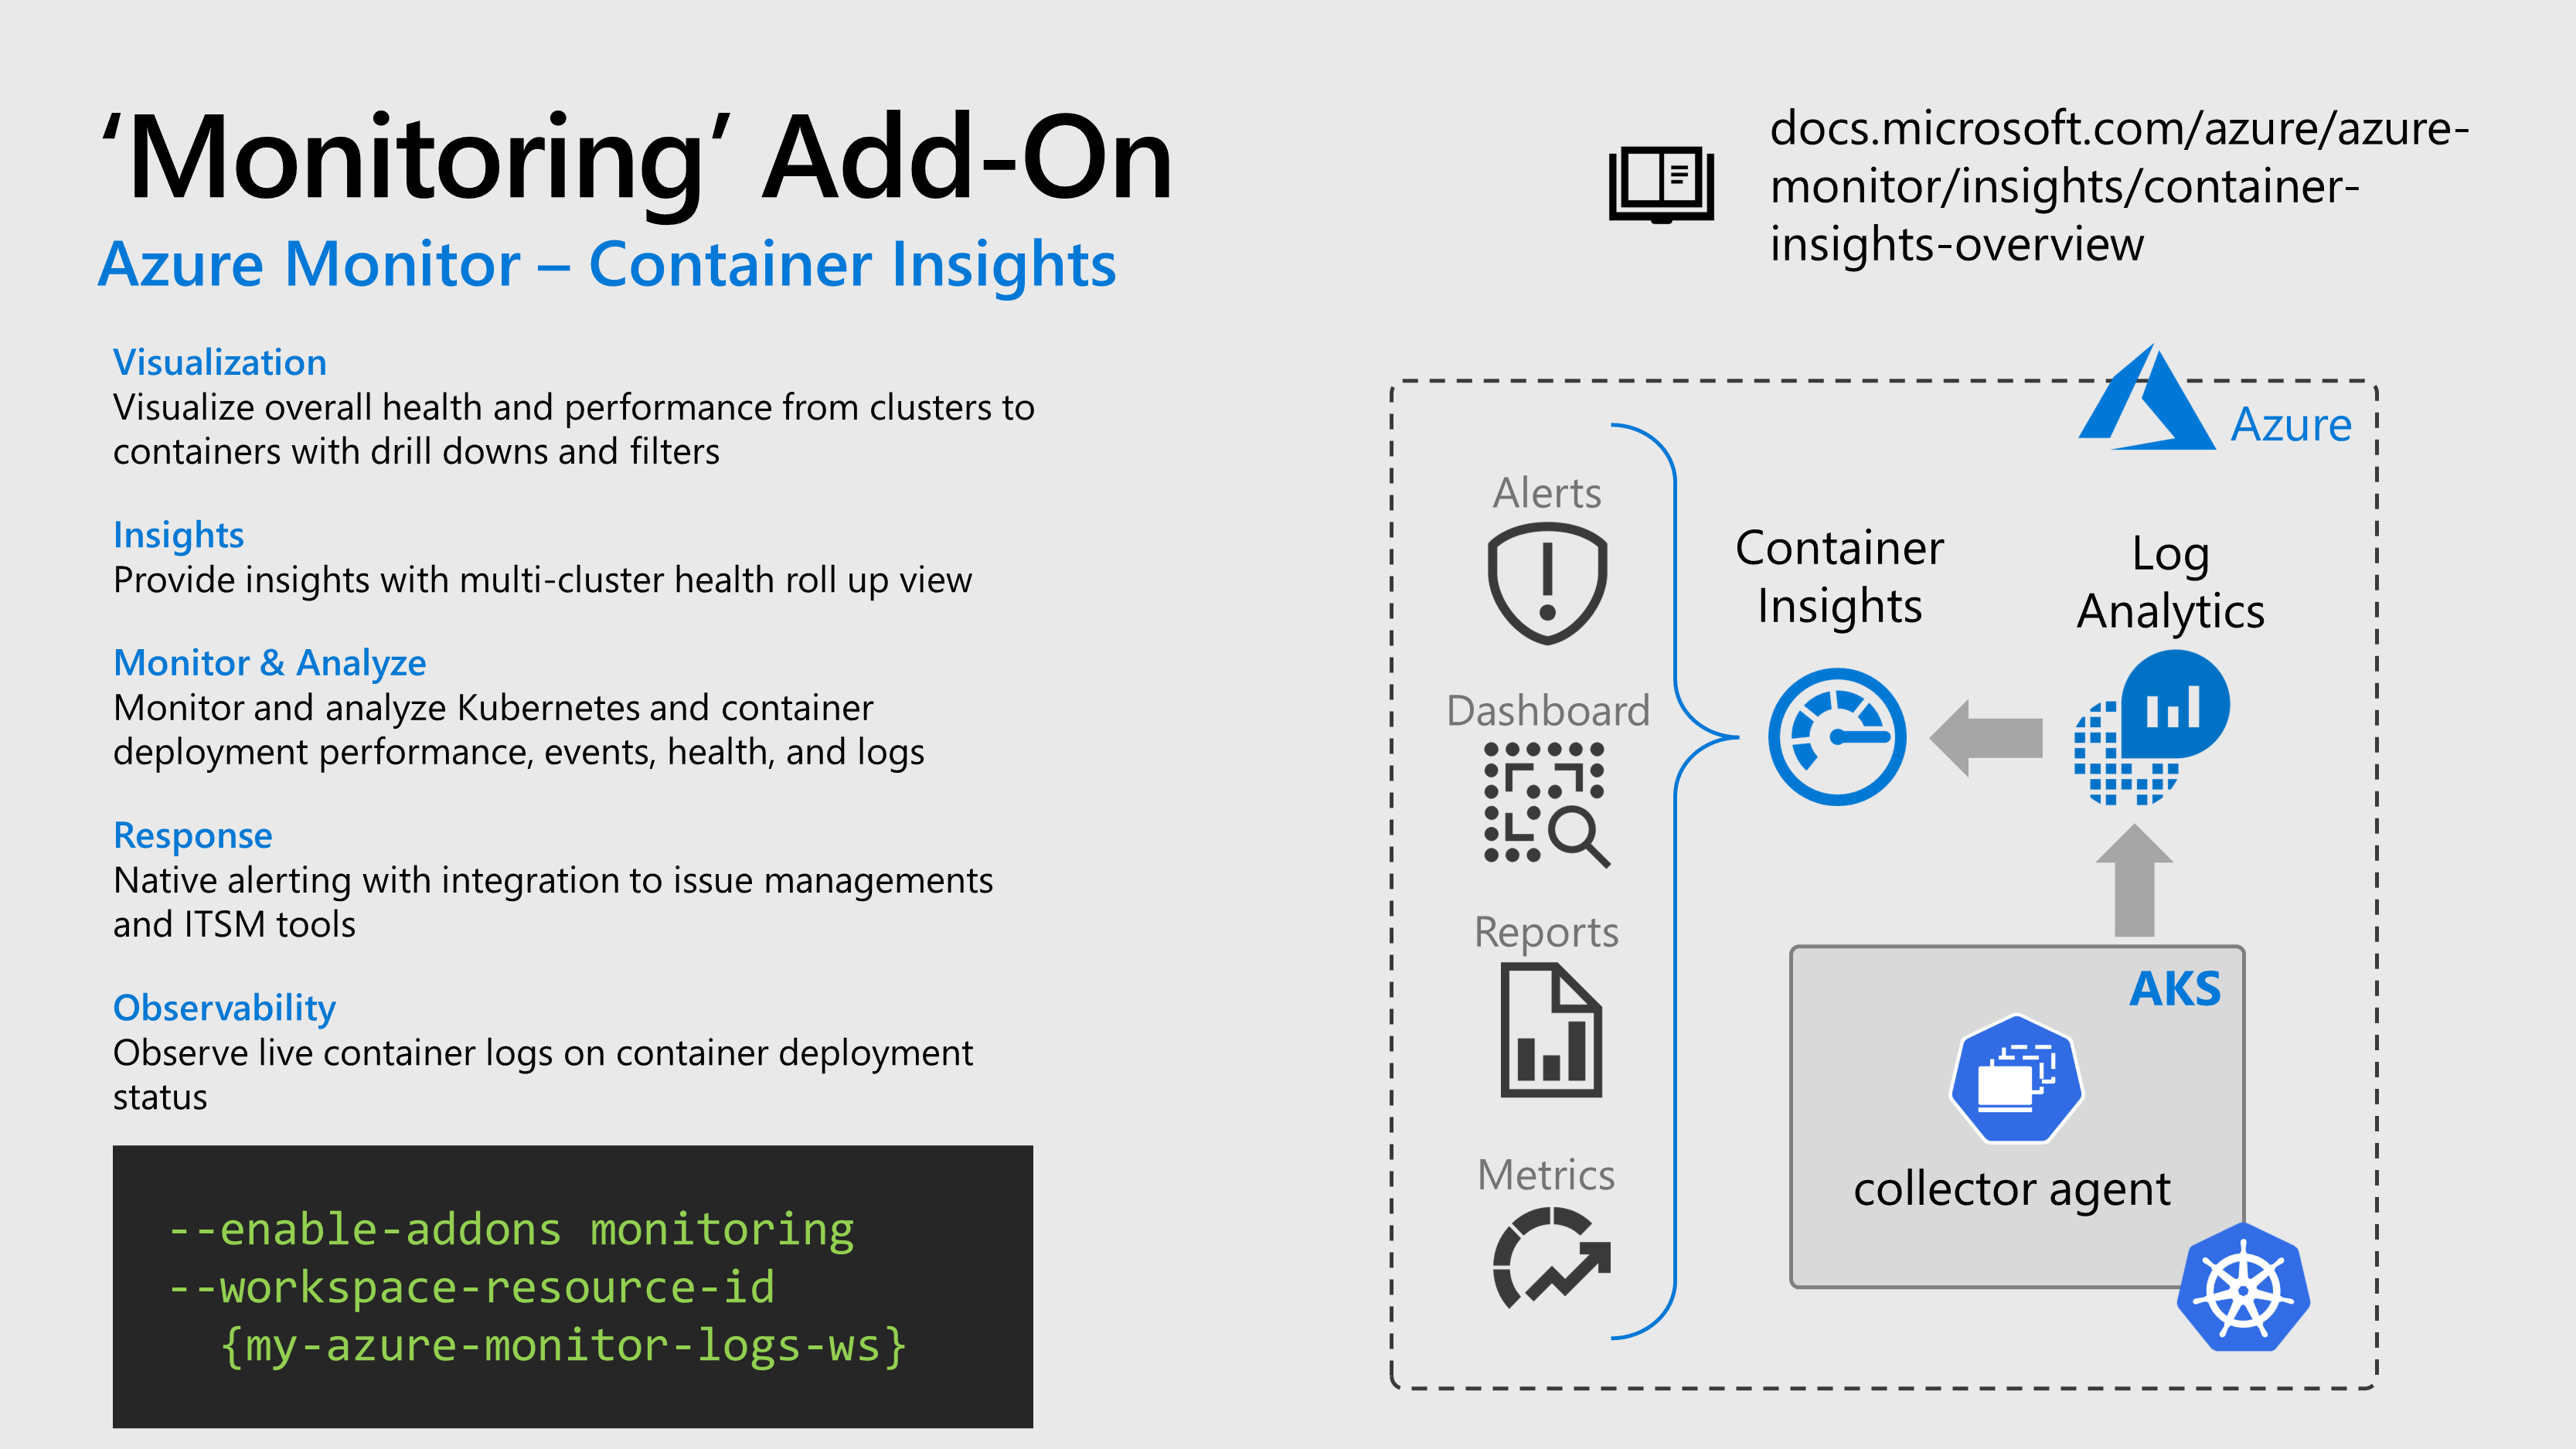 ‘Monitoring’ Add-On
Azure Monitor – Container Insights
docs.microsoft.com/azure/azure-
monitor/insights/container-
insights-overview
Visualization
Visualize overall health and performance from clusters to
containers with drill downs and filters
Insights
Provide insights with multi-cluster health roll up view
Monitor & Analyze
Monitor and analyze Kubernetes and container
deployment performance, events, health, and logs
Response
Native alerting with integration to issue managements
and ITSM tools
Observability
Observe live container logs on container deployment
status
--enable-addons monitoring
--workspace-resource-id
{my-azure-monitor-logs-ws}
Azure
Alerts
Dashboard
Reports
Metrics
Container
Insights
Log
Analytics
AKS
collector agent